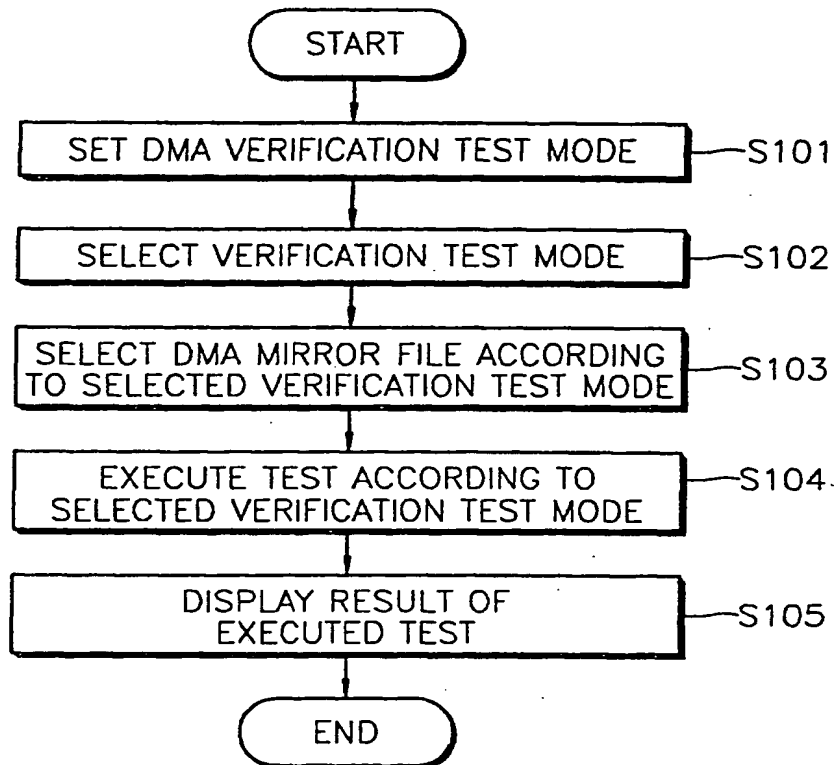 START
SET DMA VERIFICATION TEST MODE
S101
SELECT VERIFICATION TEST MODE
S102
SELECT DMA MIRROR FILE ACCORDING
TO SELECTED VERIFICATION TEST MODE
S103
EXECUTE TEST ACCORDING TO
SELECTED VERIFICATION TEST MODE
S104
DISPLAY RESULT OF
EXECUTED TEST
S105
END